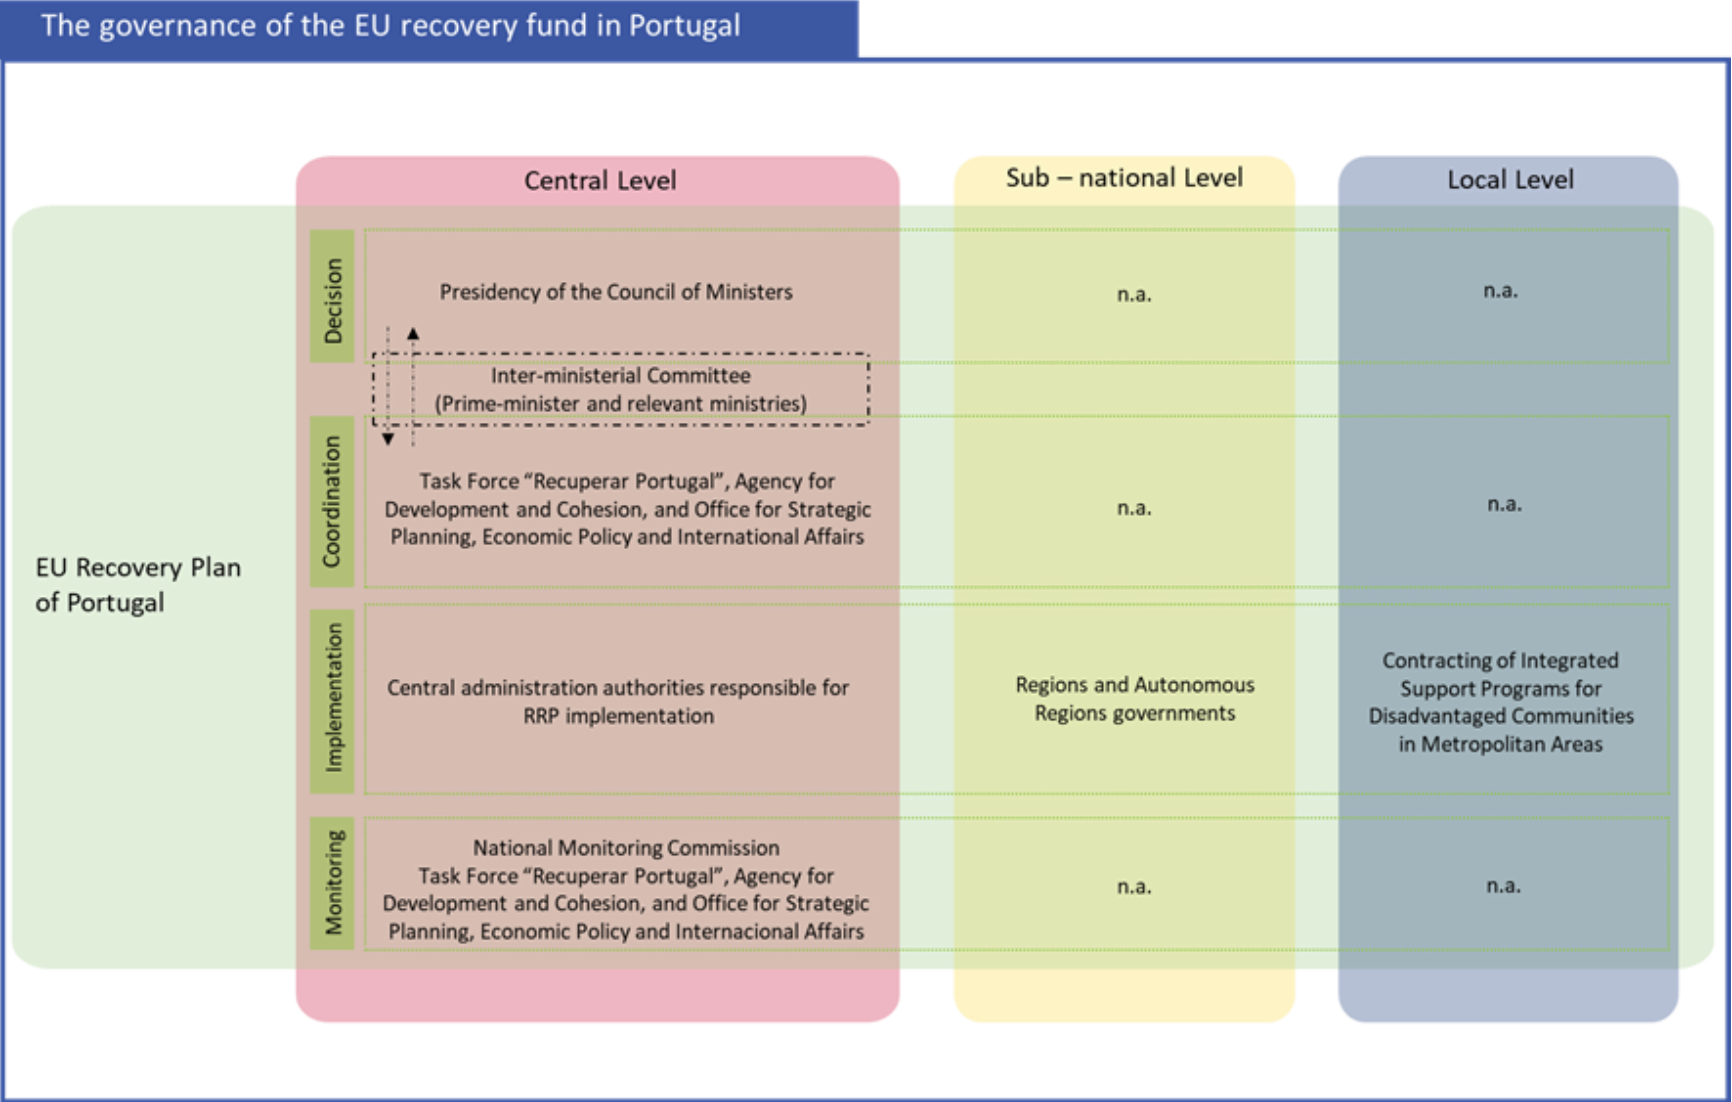 The governance of the EU recovery fund in Portugal
Central Level
Sub – national Level
Local Level
EU Recovery Plan
of Portugal
Decision
Presidency of the Council of Ministers
n.a.
n.a.
Inter-ministerial Committee
(Prime-minister and relevant ministries)
Coordination
Task Force “Recuperar Portugal”, Agency for
Development and Cohesion, and Office for Strategic
Planning, Economic Policy and International Affairs
n.a.
n.a.
Implementation
Central administration authorities responsible for
RRP implementation
Regions and Autonomous
Regions governments
Contracting of Integrated
Support Programs for
Disadvantaged Communities
in Metropolitan Areas
Monitoring
National Monitoring Commission
Task Force “Recuperar Portugal”, Agency for
Development and Cohesion, and Office for Strategic
Planning, Economic Policy and Internacional Affairs
n.a.
n.a.